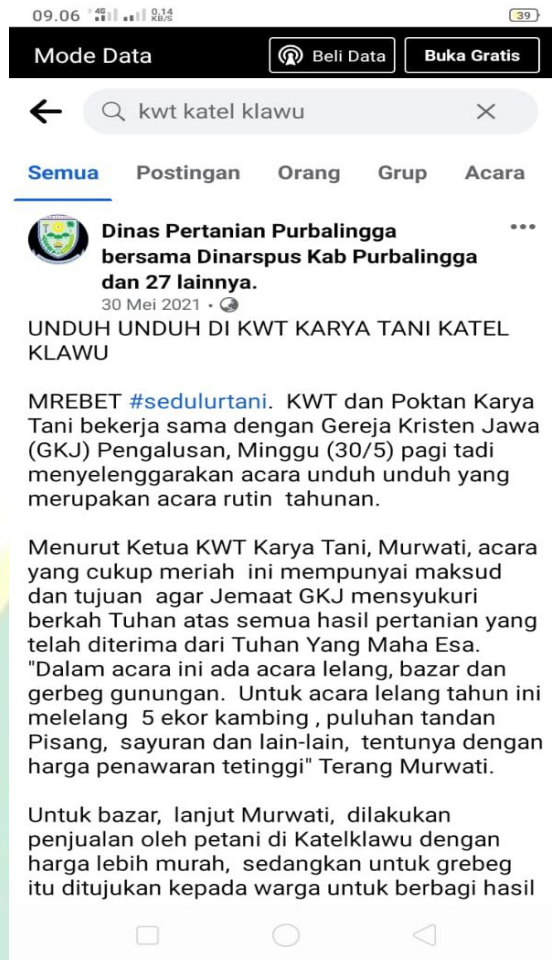 09.06 4G 0,14 KB/S 39
Mode Data Beli Data Buka Gratis
kwt katel klawu
Semua Postingan Orang Grup Acara
Dinas Pertanian Purbalingga
bersama Dinarspus Kab Purbalingga
dan 27 lainnya.
30 Mei 2021 ·
UNDUH UNDUH DI KWT KARYA TANI KATEL
KLAWU
MREBET #sedulurtani. KWT dan Poktan Karya
Tani bekerja sama dengan Gereja Kristen Jawa
(GKJ) Pengalusan, Minggu (30/5) pagi tadi
menyelenggarakan acara unduh unduh yang
merupakan acara rutin tahunan.
Menurut Ketua KWT Karya Tani, Murwati, acara
yang cukup meriah ini mempunyai maksud
dan tujuan agar Jemaat GKJ mensyukuri
berkah Tuhan atas semua hasil pertanian yang
telah diterima dari Tuhan Yang Maha Esa.
"Dalam acara ini ada acara lelang, bazar dan
gerbeg gunungan. Untuk acara lelang tahun ini
melelang 5 ekor kambing , puluhan tandan
Pisang, sayuran dan lain-lain, tentunya dengan
harga penawaran tetinggi" Terang Murwati.
Untuk bazar, lanjut Murwati, dilakukan
penjualan oleh petani di Katelklawu dengan
harga lebih murah, sedangkan untuk grebeg
itu ditujukan kepada warga untuk berbagi hasil